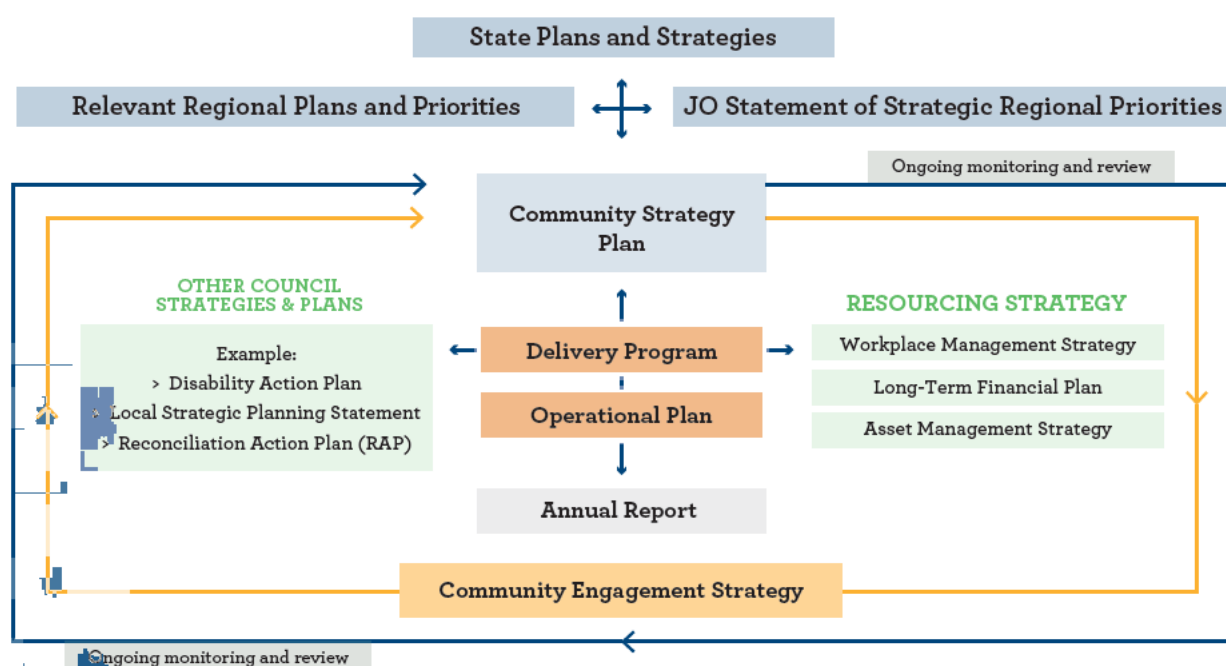 State Plans and Strategies
Relevant Regional Plans and Priorities
JO Statement of Strategic Regional Priorities
Ongoing monitoring and review
Community Strategy
Plan
OTHER COUNCIL
STRATEGIES & PLANS
Example:
> Disability Action Plan
> Local Strategic Planning Statement
> Reconciliation Action Plan (RAP)
Delivery Program
Operational Plan
Annual Report
RESOURCING STRATEGY
Workplace Management Strategy
Long-Term Financial Plan
Asset Management Strategy
Community Engagement Strategy
Ongoing monitoring and review